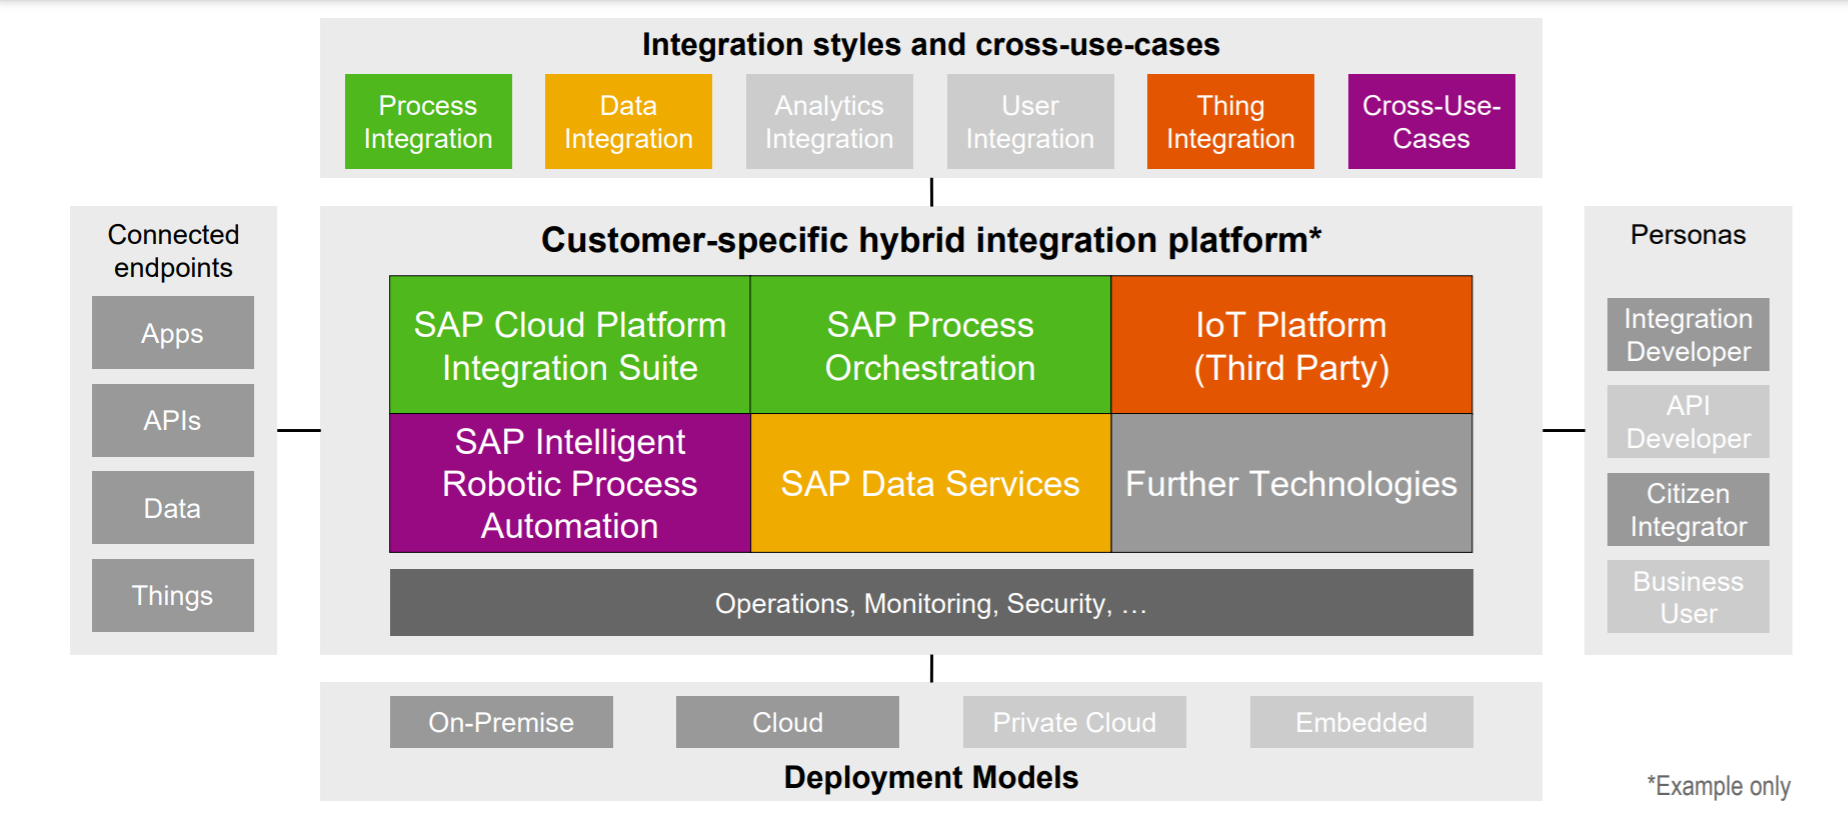 Integration styles and cross-use-cases
Process
Integration
Data
Integration
Analytics
Integration
User
Integration
Thing
Integration
Cross-Use-
Cases
Connected
endpoints
Apps
APIs
Data
Things
Customer-specific hybrid integration platform*
SAP Cloud Platform
Integration Suite
SAP Process
Orchestration
IoT Platform
(Third Party)
SAP Intelligent
Robotic Process
Automation
SAP Data Services
Further Technologies
Operations, Monitoring, Security, …
Personas
Integration
Developer
API
Developer
Citizen
Integrator
Business
User
On-Premise
Cloud
Private Cloud
Embedded
Deployment Models
*Example only